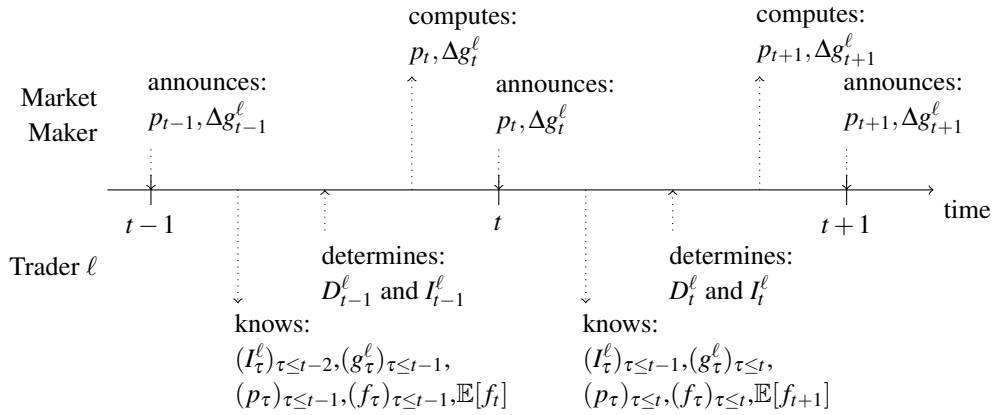 computes:
p_t, Δg_t^ℓ
computes:
p_{t+1}, Δg_{t+1}^ℓ
announces:
p_{t−1}, Δg_{t−1}^ℓ
announces:
p_t, Δg_t^ℓ
announces:
p_{t+1}, Δg_{t+1}^ℓ
Market
Maker
t − 1
t
t + 1
time
Trader ℓ
determines:
D_{t−1}^ℓ and I_{t−1}^ℓ
determines:
D_t^ℓ and I_t^ℓ
knows:
(I_τ^ℓ)_{τ≤t−2},(g_τ^ℓ)_{τ≤t−1},
(p_τ)_{τ≤t−1},(f_τ)_{τ≤t−1},𝔼[f_t]
knows:
(I_τ^ℓ)_{τ≤t−1},(g_τ^ℓ)_{τ≤t},
(p_τ)_{τ≤t},(f_τ)_{τ≤t},𝔼[f_{t+1}]